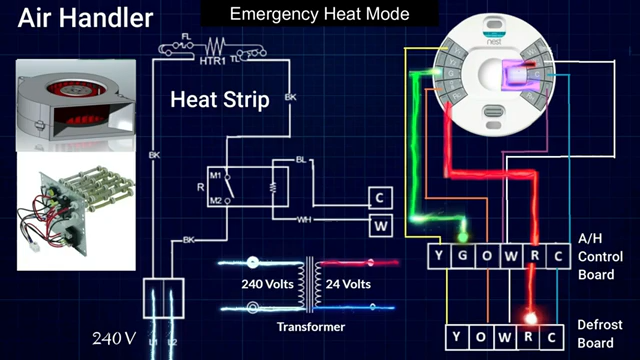 Air Handler
Emergency Heat Mode
FL
HTR1
TL
nest
Heat Strip
BK
BK
BL
M1
R
M2
C
WH
W
BK
Y G O W R C
A/H
Control
Board
240 Volts
24 Volts
Transformer
240V
L1 L2
Y O W R C
Defrost
Board